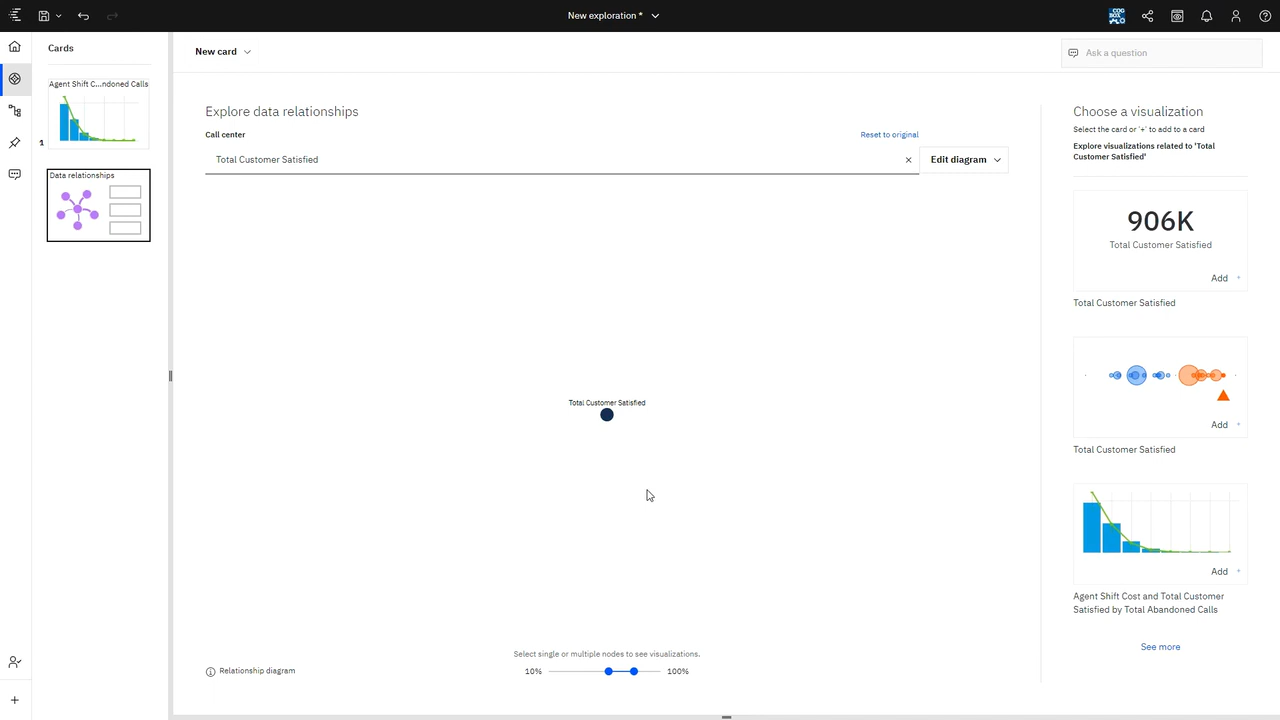 New exploration *
COG
BOX
Cards
New card
Ask a question
Agent Shift C...ndoned Calls
1
Data relationships
Explore data relationships
Call center
Reset to original
Total Customer Satisfied
Edit diagram
Total Customer Satisfied
Select single or multiple nodes to see visualizations.
Relationship diagram
10%
100%
Choose a visualization
Select the card or '+' to add to a card
Explore visualizations related to 'Total
Customer Satisfied'
906K
Total Customer Satisfied
Add +
Total Customer Satisfied
Add +
Total Customer Satisfied
Add +
Agent Shift Cost and Total Customer
Satisfied by Total Abandoned Calls
See more